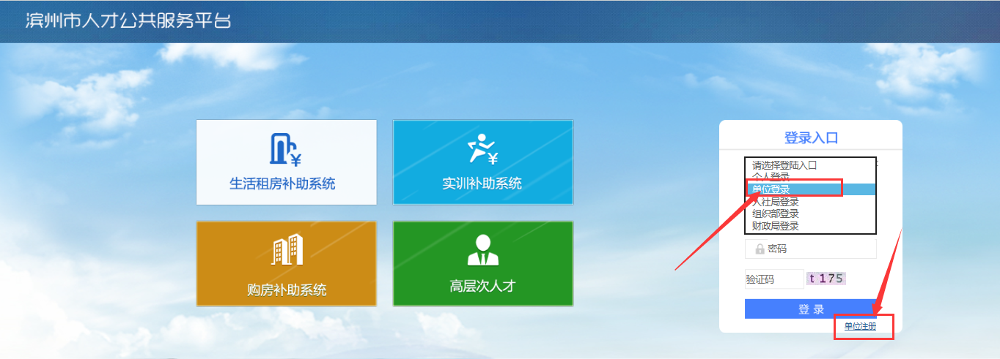 滨州市人才公共服务平台
生活租房补助系统
实训补助系统
购房补助系统
高层次人才
登录入口
请选择登陆入口
个人登录
单位登录
人社局登录
组织部登录
财政局登录
密码
验证码
t 175
登 录
单位注册